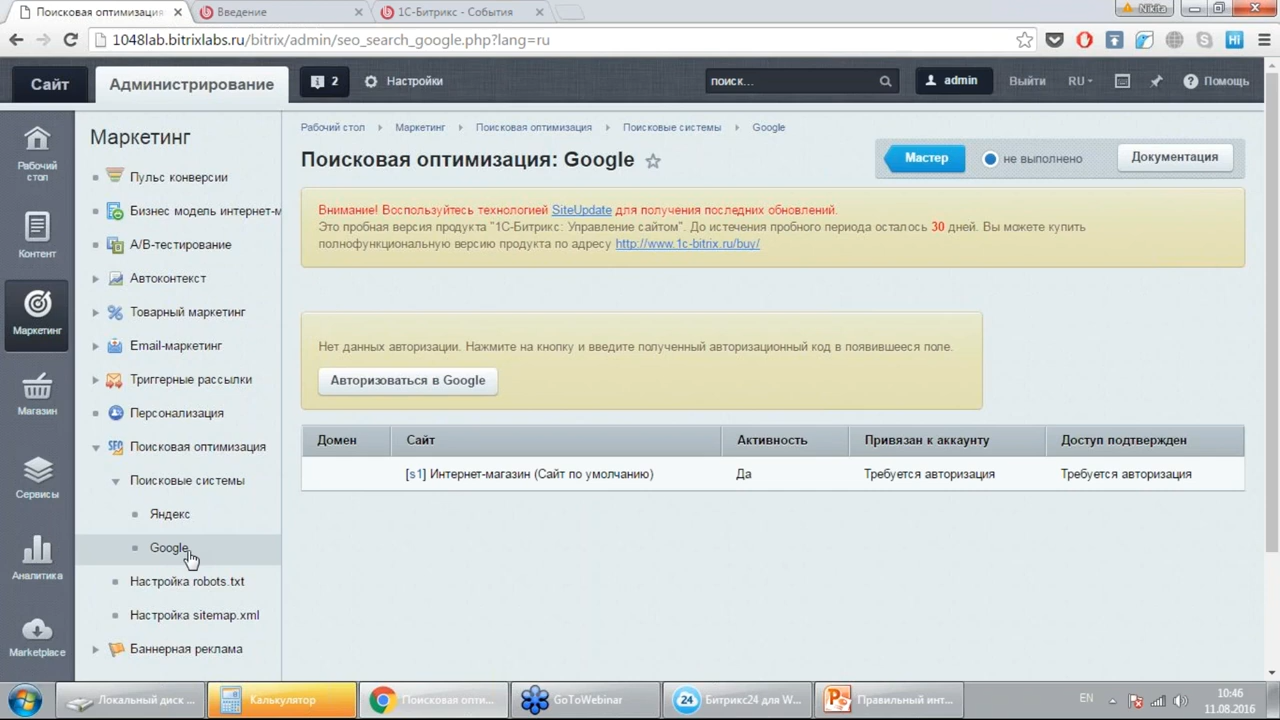 Поисковая оптимизация
Введение
1С-Битрикс - События
Nikita
1048lab.bitrixlabs.ru/bitrix/admin/seo_search_google.php?lang=ru
Hi
Сайт
Администрирование
2
Настройки
поиск...
admin
Выйти
RU
Помощь
Рабочий стол
Контент
Маркетинг
Магазин
Сервисы
Аналитика
Marketplace
Маркетинг
Пульс конверсии
Бизнес модель интернет-м
A/B-тестирование
Автоконтекст
Товарный маркетинг
Email-маркетинг
Триггерные рассылки
Персонализация
SEO
Поисковая оптимизация
Поисковые системы
Яндекс
Google
Настройка robots.txt
Настройка sitemap.xml
Баннерная реклама
Рабочий стол Маркетинг Поисковая оптимизация Поисковые системы Google
Поисковая оптимизация: Google
Мастер
не выполнено
Документация
Внимание! Воспользуйтесь технологией SiteUpdate для получения последних обновлений.
Это пробная версия продукта "1С-Битрикс: Управление сайтом". До истечения пробного периода осталось 30 дней. Вы можете купить
полнофункциональную версию продукта по адресу http://www.1c-bitrix.ru/buy/
Нет данных авторизации. Нажмите на кнопку и введите полученный авторизационный код в появившееся поле.
Авторизоваться в Google
Домен Сайт Активность Привязан к аккаунту Доступ подтвержден
[s1] Интернет-магазин (Сайт по умолчанию) Да Требуется авторизация Требуется авторизация
Локальный диск ...
Калькулятор
Поисковая опти...
GoToWebinar
24
Битрикс24 для W...
Правильный инт...
EN
10:46
11.08.2016